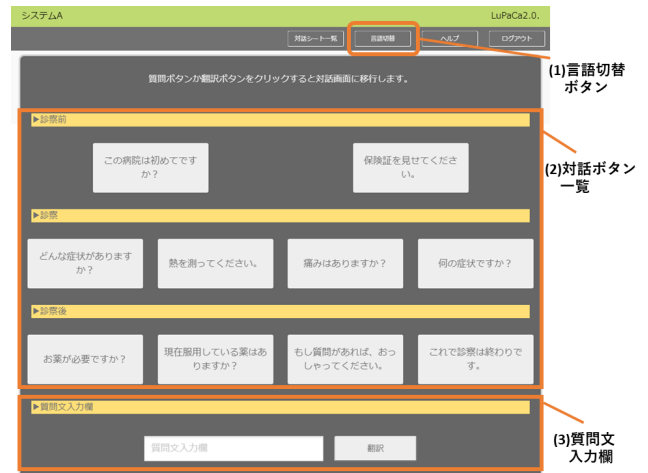 システムA
LuPaCa2.0.
対話シート一覧
言語切替
ヘルプ
ログアウト
(1)言語切替
ボタン
質問ボタンか翻訳ボタンをクリックすると対話画面に移行します。
▶診察前
この病院は初めてです
か？
保険証を見せてくださ
い。
(2)対話ボタン
一覧
▶診察
どんな症状があります
か？
熱を測ってください。
痛みはありますか？
何の症状ですか？
▶診察後
お薬が必要ですか？
現在服用している薬はあ
りますか？
もし質問があれば、おっ
しゃってください。
これで診察は終わりで
す。
▶質問文入力欄
質問文入力欄
翻訳
(3)質問文
入力欄